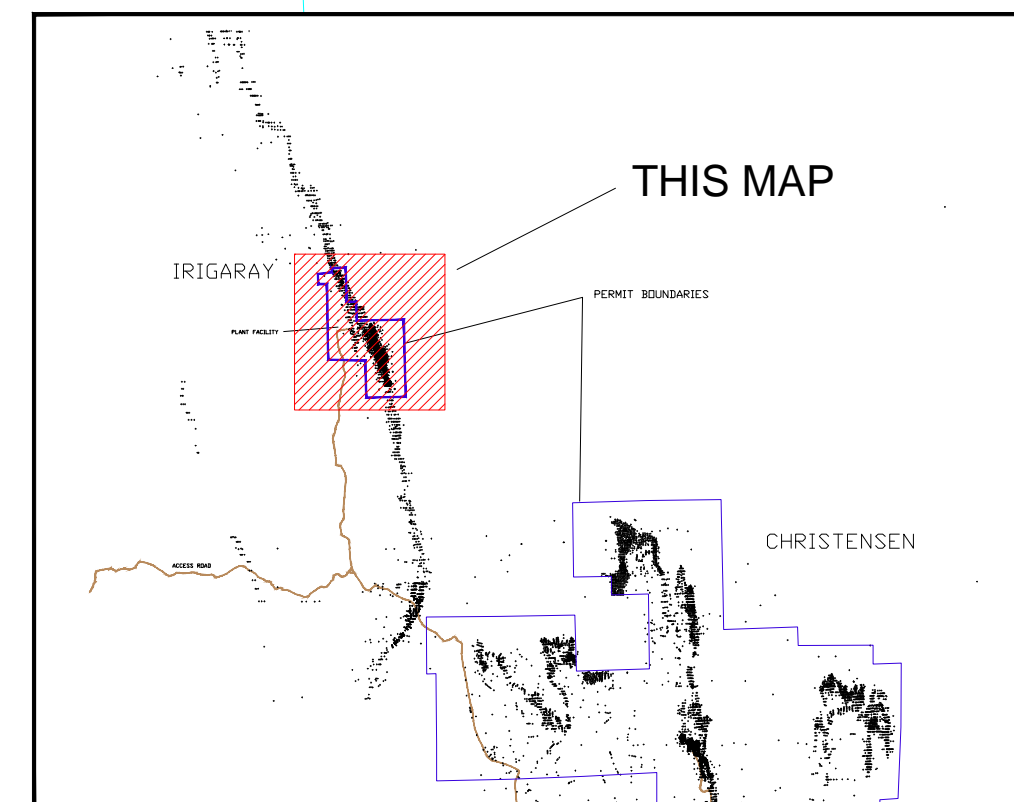 THIS MAP
IRIGARAY
PERMIT BOUNDARIES
PLANT FACILITY
CHRISTENSEN
ACCESS ROAD